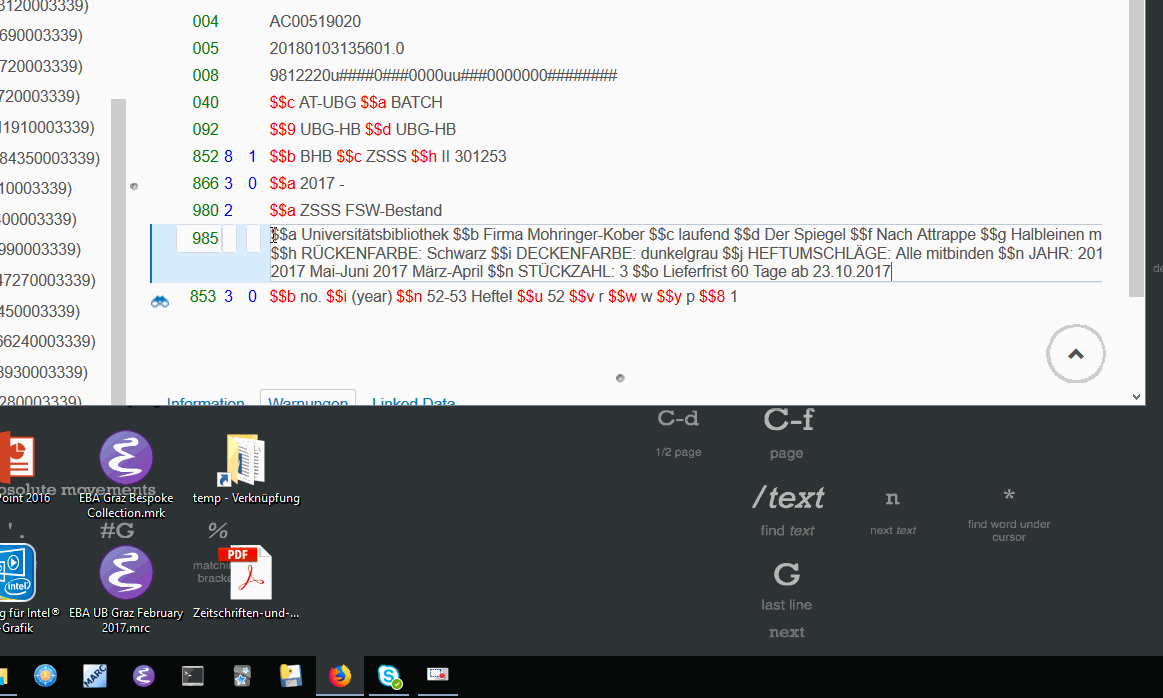 8120003339)
690003339)
720003339)
720003339)
11910003339)
84350003339)
10003339)
400003339)
990003339)
47270003339)
450003339)
66240003339)
8930003339)
280003339)
004 AC00519020
005 20180103135601.0
008 9812220u####0###0000uu###0000000########
040 $$c AT-UBG $$a BATCH
092 $$9 UBG-HB $$d UBG-HB
852 8 1 $$b BHB $$c ZSSS $$h II 301253
866 3 0 $$a 2017 -
980 2 $$a ZSSS FSW-Bestand
985 $$a Universitätsbibliothek $$b Firma Mohringer-Kober $$c laufend $$d Der Spiegel $$f Nach Attrappe $$g Halbleinen m
$$n RÜCKENFARBE: Schwarz $$i DECKENFARBE: dunkelgrau $$j HEFTUMSCHLÄGE: Alle mitbinden $$n JAHR: 201
2017 Mai-Juni 2017 März-April $$n STÜCKZAHL: 3 $$o Lieferfrist 60 Tage ab 23.10.2017
853 3 0 $$b no. $$i (year) $$n 52-53 Hefte! $$u 52 $$v r $$w w $$y p $$8 1
Information Warnungen Linked Data
de
C-d
1/2 page
C-f
page
/text
find text
n
next text
*
find word under
cursor
G
last line
next
osolute movements
'.
#G
%
matchi
bracke
Point 2016
EBA Graz Bespoke
Collection.mrk
temp - Verknüpfung
g für Intel®
-Grafik
intel
EBA UB Graz February
2017.mrc
PDF
Zeitschriften-und-...
MARC